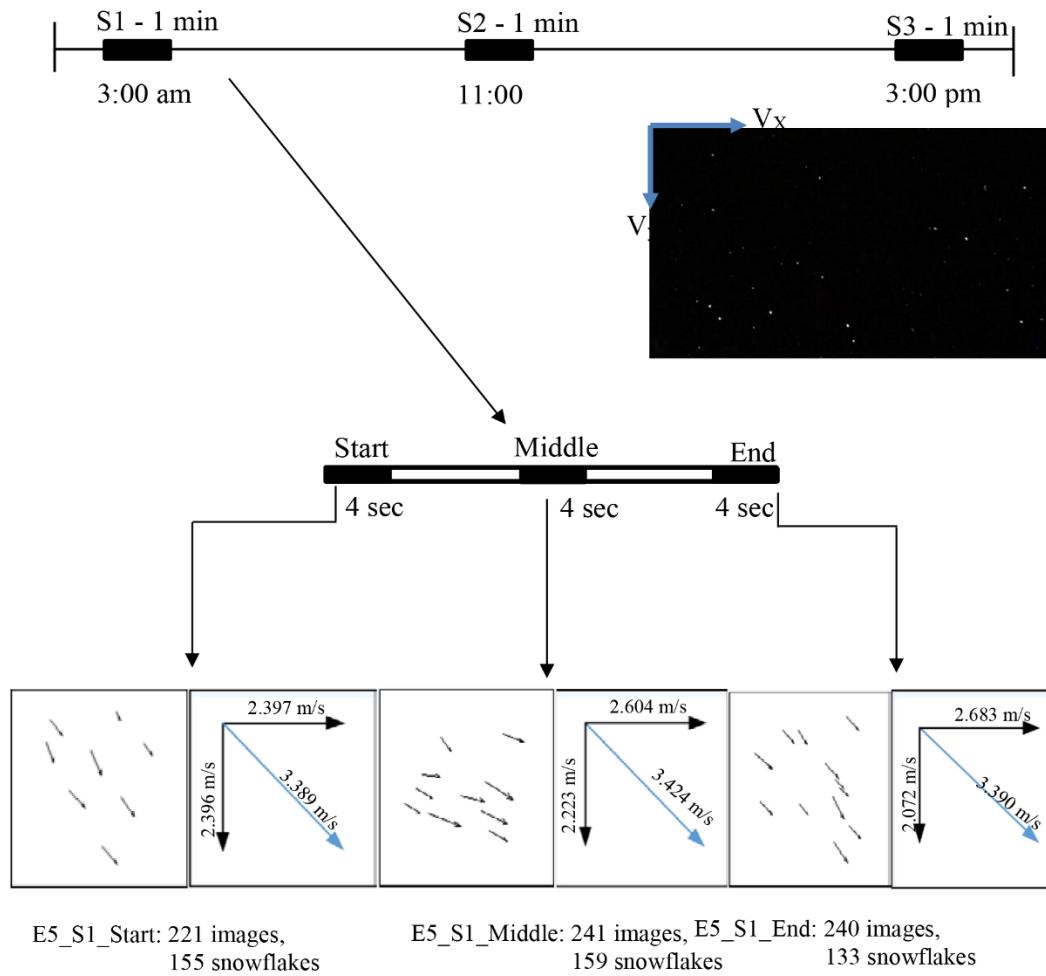 S1 - 1 min
S2 - 1 min
S3 - 1 min
3:00 am
11:00
3:00 pm
VX
V
Start
Middle
End
4 sec
4 sec
4 sec
2.397 m/s
2.396 m/s
3.389 m/s
2.604 m/s
2.223 m/s
3.424 m/s
2.683 m/s
2.072 m/s
3.390 m/s
E5_S1_Start: 221 images,
155 snowflakes
E5_S1_Middle: 241 images,
159 snowflakes
E5_S1_End: 240 images,
133 snowflakes